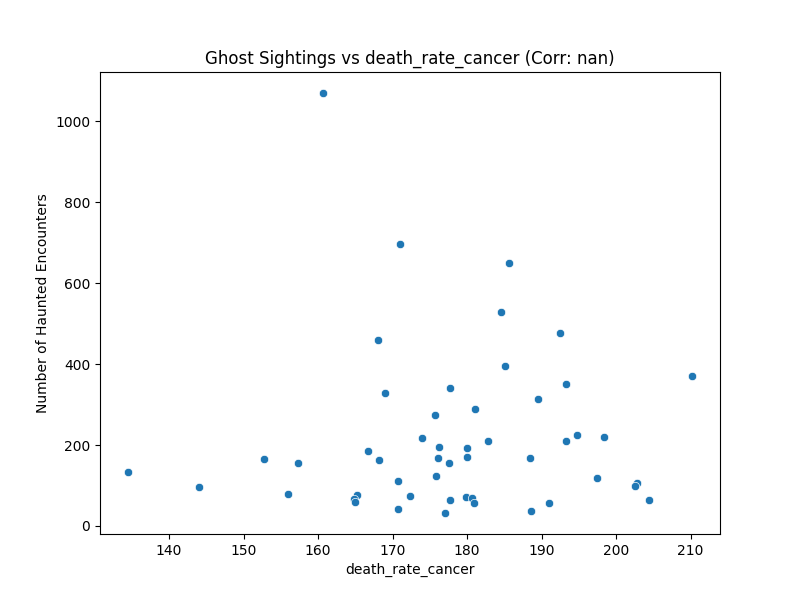 Ghost Sightings vs death_rate_cancer (Corr: nan)
1000
800
600
400
200
0
Number of Haunted Encounters
140 150 160 170 180 190 200 210
death_rate_cancer